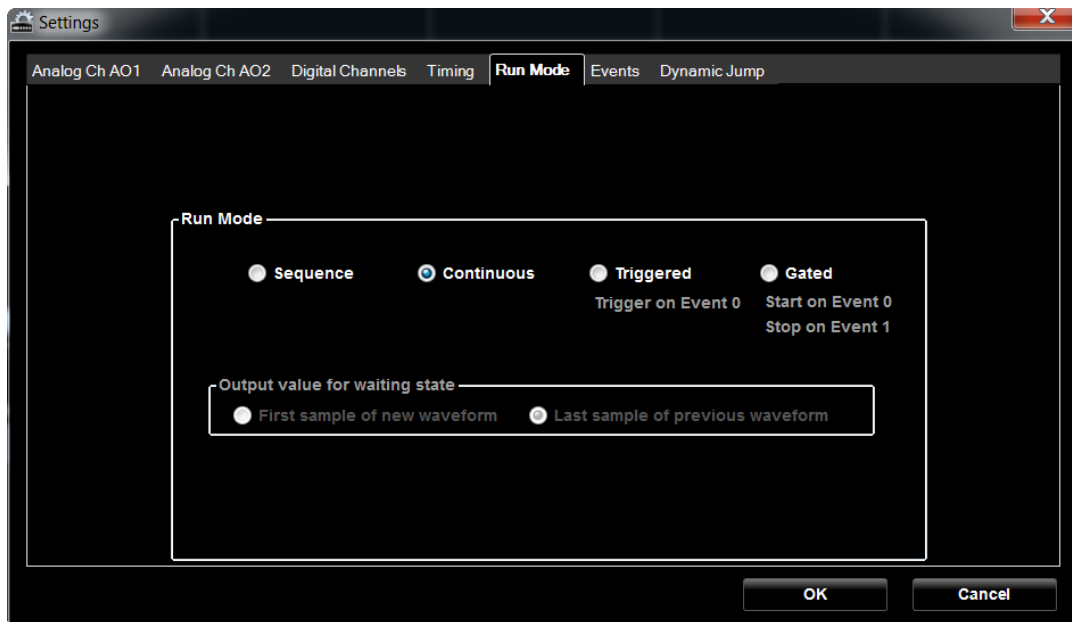 Settings
X
Analog Ch AO1 Analog Ch AO2 Digital Channels Timing Run Mode Events Dynamic Jump
Run Mode
Sequence Continuous Triggered Gated
Trigger on Event 0 Start on Event 0
Stop on Event 1
Output value for waiting state
First sample of new waveform Last sample of previous waveform
OK Cancel